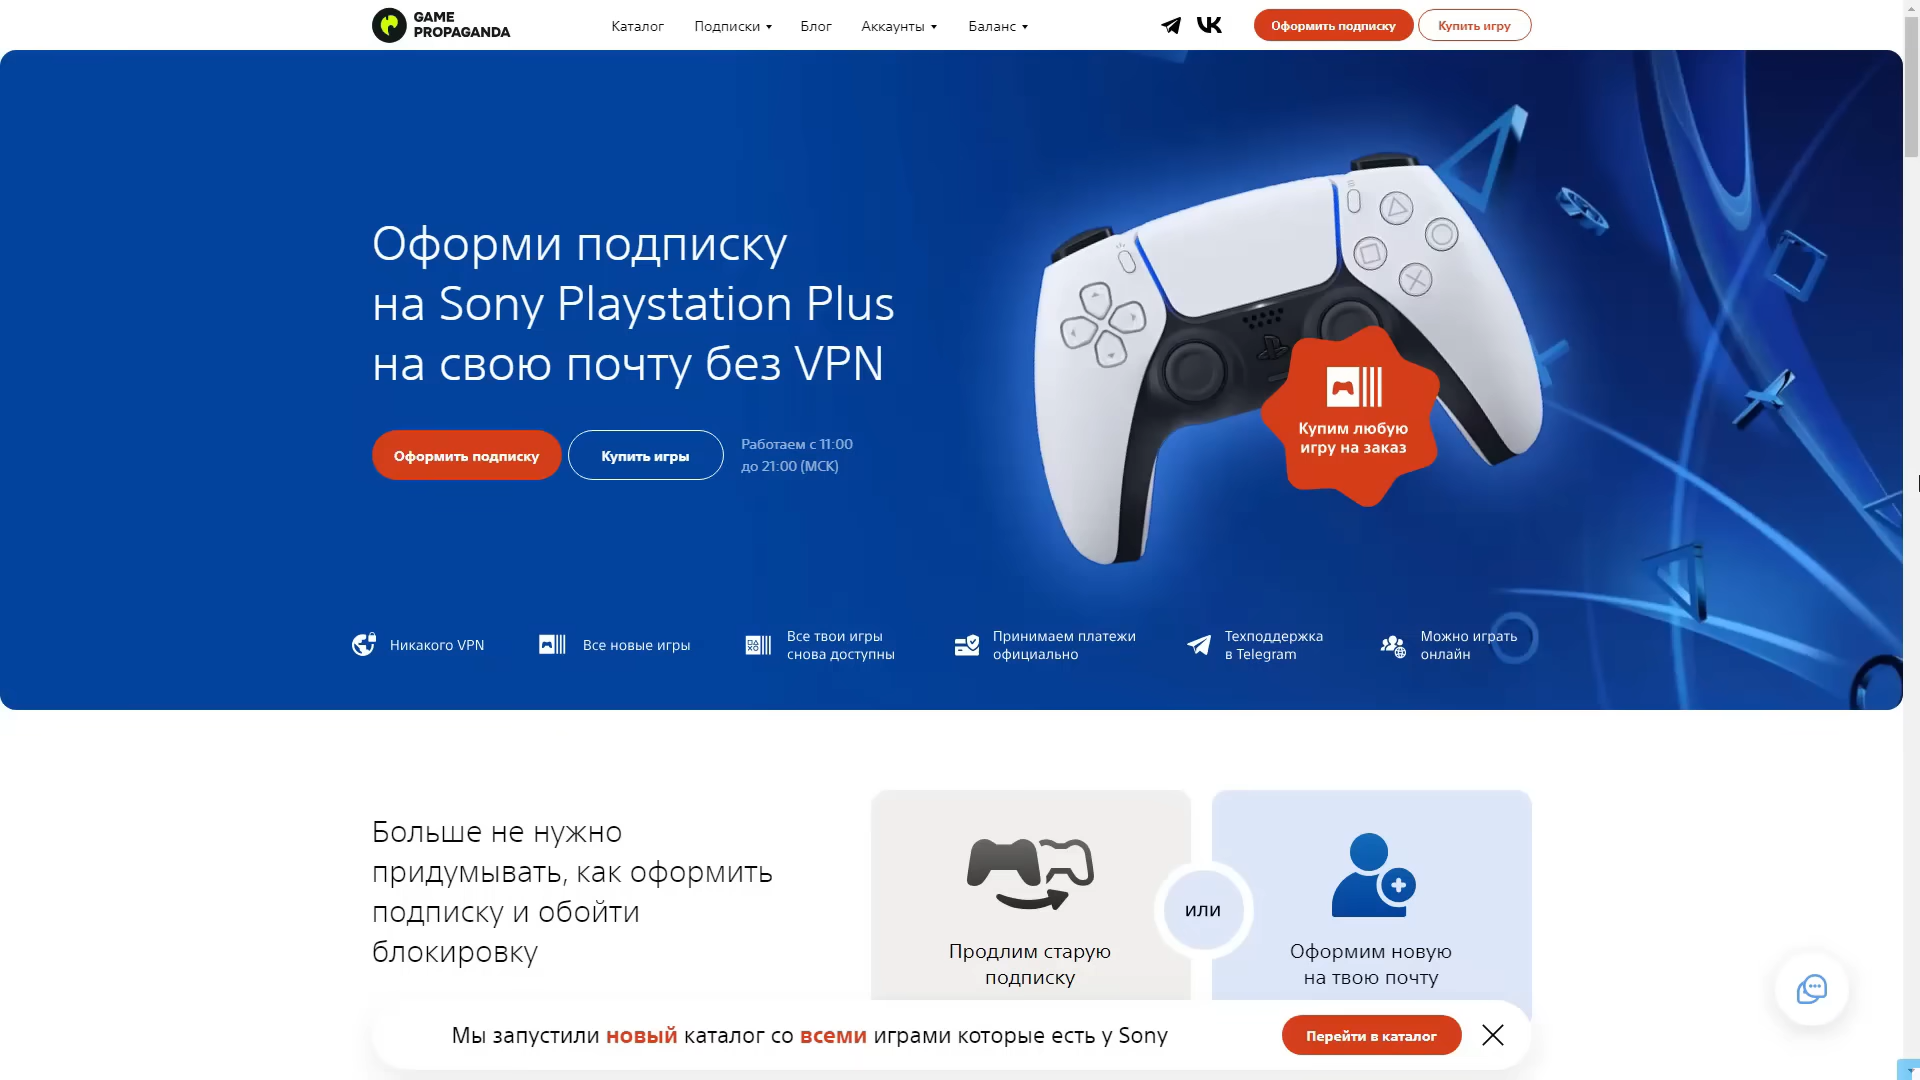 GAME
PROPAGANDA
Каталог
Подписки
Блог
Аккаунты
Баланс
Оформить подписку
Купить игру
Оформи подписку
на Sony Playstation Plus
на свою почту без VPN
Оформить подписку
Купить игры
Работаем с 11:00
до 21:00 (МСК)
Купим любую
игру на заказ
Никакого VPN
Все новые игры
Все твои игры
снова доступны
Принимаем платежи
официально
Техподдержка
в Telegram
Можно играть
онлайн
Больше не нужно
придумывать, как оформить
подписку и обойти
блокировку
Продлим старую
подписку
или
Оформим новую
на твою почту
Мы запустили новый каталог со всеми играми которые есть у Sony
Перейти в каталог